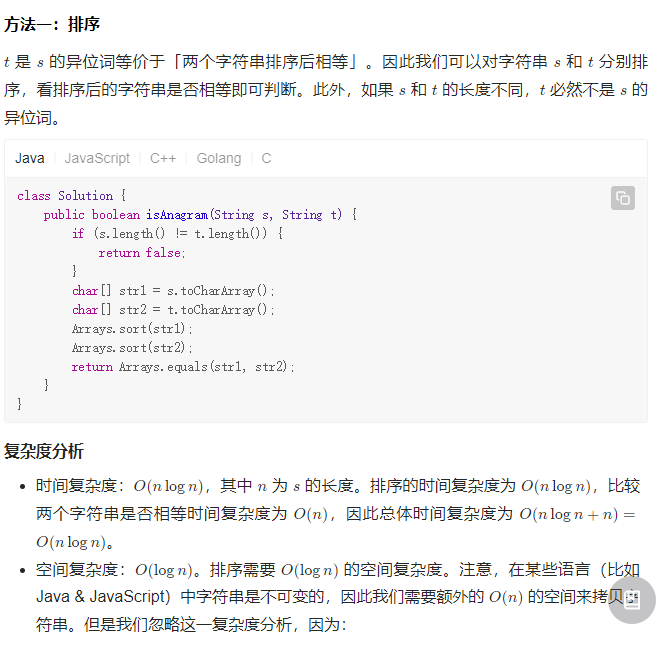 方法一：排序
t 是 s 的异位词等价于「两个字符串排序后相等」。因此我们可以对字符串 s 和 t 分别排
序，看排序后的字符串是否相等即可判断。此外，如果 s 和 t 的长度不同，t 必然不是 s 的
异位词。
Java JavaScript C++ Golang C
class Solution {
    public boolean isAnagram(String s, String t) {
        if (s.length() != t.length()) {
            return false;
        }
        char[] str1 = s.toCharArray();
        char[] str2 = t.toCharArray();
        Arrays.sort(str1);
        Arrays.sort(str2);
        return Arrays.equals(str1, str2);
    }
}
复杂度分析
• 时间复杂度：O(n log n)，其中 n 为 s 的长度。排序的时间复杂度为 O(n log n)，比较
两个字符串是否相等时间复杂度为 O(n)，因此总体时间复杂度为 O(n log n + n) =
O(n log n)。
• 空间复杂度：O(log n)。排序需要 O(log n) 的空间复杂度。注意，在某些语言（比如
Java & JavaScript）中字符串是不可变的，因此我们需要额外的 O(n) 的空间来拷贝
符串。但是我们忽略这一复杂度分析，因为：